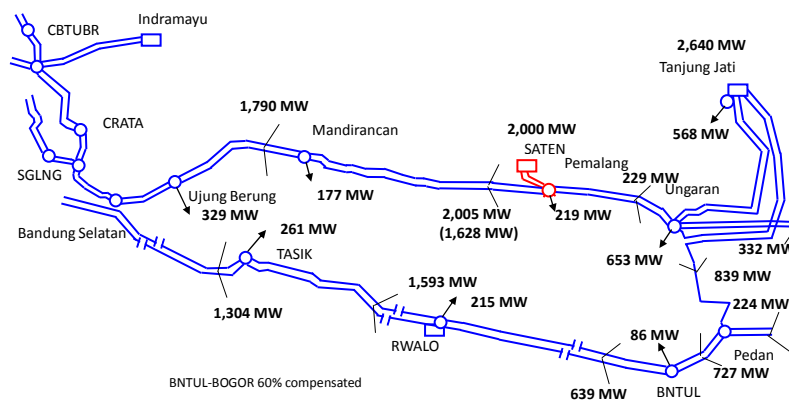 Indramayu
CBTUBR
2,640 MW
Tanjung Jati
1,790 MW
CRATA
Mandirancan
2,000 MW
SATEN
568 MW
Pemalang
SGLNG
229 MW
Ungaran
177 MW
Ujung Berung
329 MW
2,005 MW
(1,628 MW)
219 MW
261 MW
Bandung Selatan
TASIK
332 MW
653 MW
839 MW
1,593 MW
1,304 MW
215 MW
224 MW
86 MW
RWALO
Pedan
727 MW
BNTUL-BOGOR 60% compensated
639 MW
BNTUL